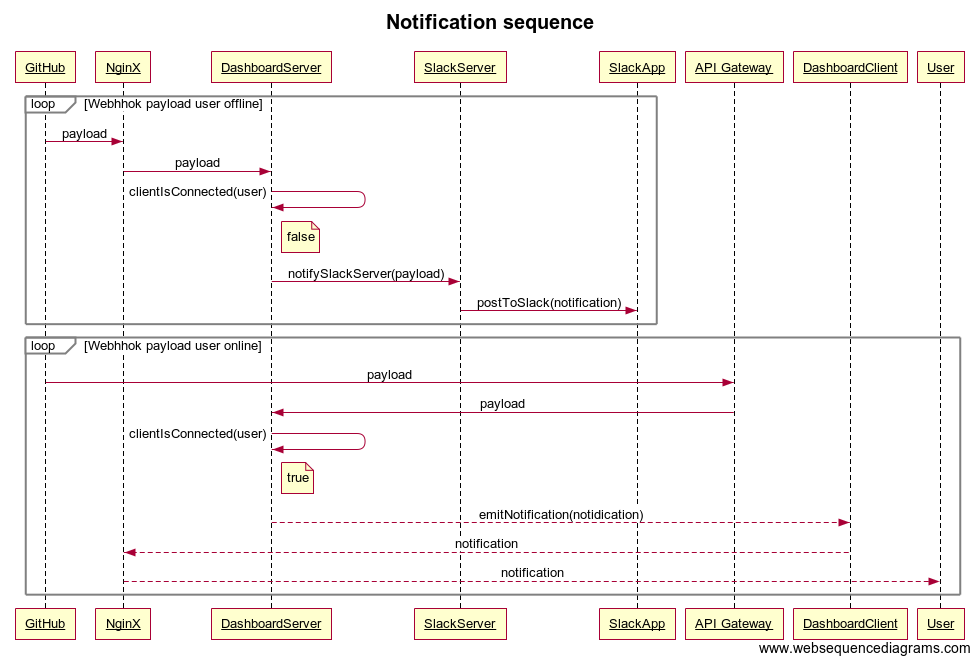 Notification sequence
GitHub NginX DashboardServer SlackServer SlackApp API Gateway DashboardClient User
loop [Webhhok payload user offline]
payload
payload
clientIsConnected(user)
false
notifySlackServer(payload)
postToSlack(notification)
loop [Webhhok payload user online]
payload
payload
clientIsConnected(user)
true
emitNotification(notidication)
notification
notification
GitHub NginX DashboardServer SlackServer SlackApp API Gateway DashboardClient User
www.websequencediagrams.com